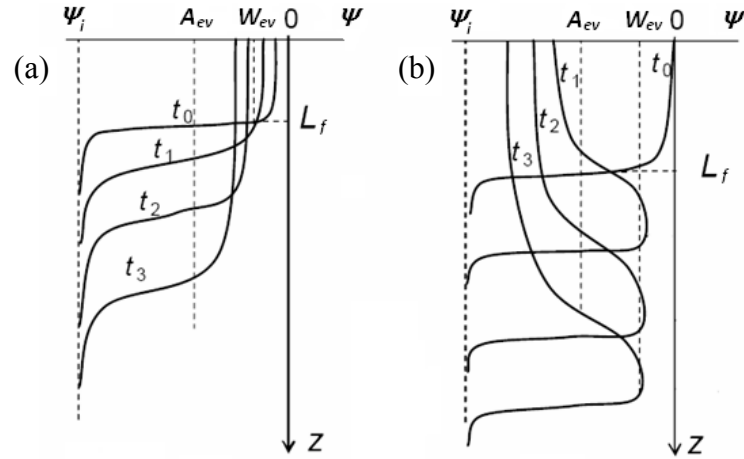 Ψi Aev Wev 0 Ψ
(a)
t0
Lf
t1
t2
t3
z
Ψi Aev Wev 0 Ψ
(b)
t0
t1
t2
t3
Lf
z